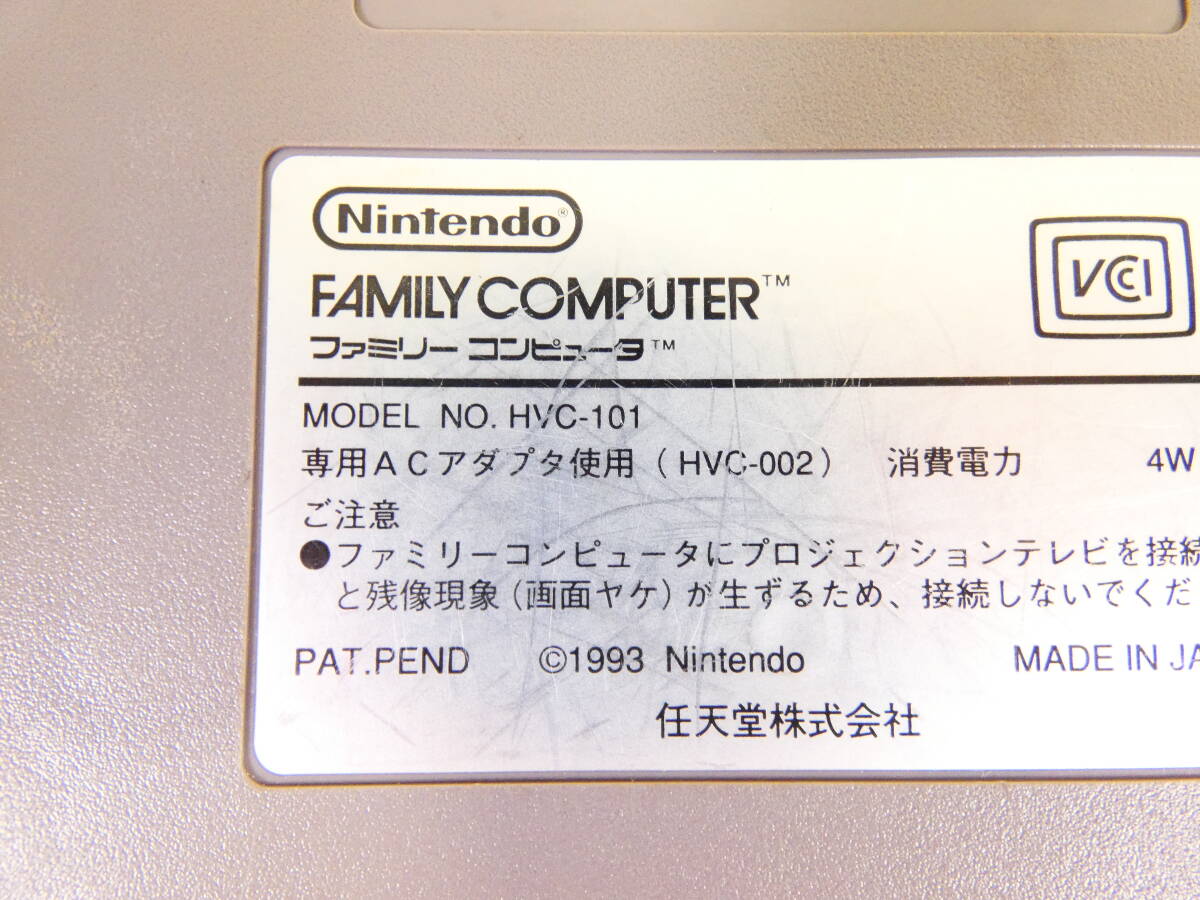 Nintendo®
FAMILY COMPUTER™
ファミリー コンピュータ™
VCCI
MODEL NO. HVC-101
専用ACアダプタ使用(HVC-002) 消費電力 4W
ご注意
●ファミリーコンピュータにプロジェクションテレビを接続
と残像現象(画面ヤケ)が生ずるため、接続しないでくだ
PAT.PEND ©1993 Nintendo MADE IN JA
任天堂株式会社